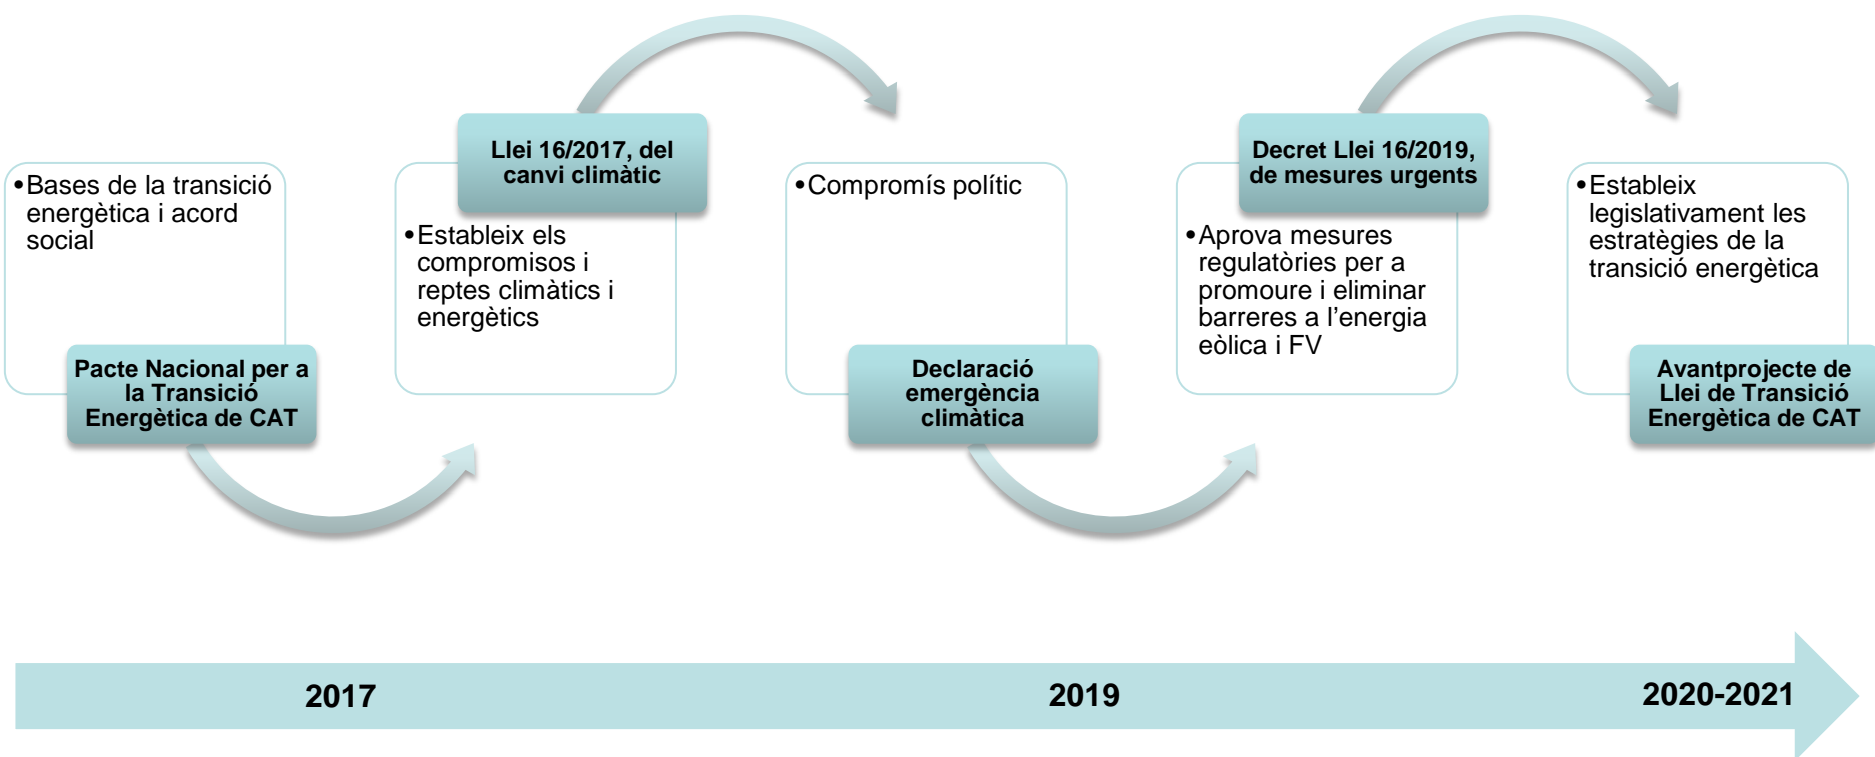 •Bases de la transició
energètica i acord
social
Pacte Nacional per a
la Transició
Energètica de CAT
Llei 16/2017, del
canvi climàtic
•Estableix els
compromisos i
reptes climàtics i
energètics
•Compromís polític
Declaració
emergència
climàtica
Decret Llei 16/2019,
de mesures urgents
•Aprova mesures
regulatòries per a
promoure i eliminar
barreres a l’energia
eòlica i FV
•Estableix
legislativament les
estratègies de la
transició energètica
Avantprojecte de
Llei de Transició
Energètica de CAT
2017
2019
2020-2021